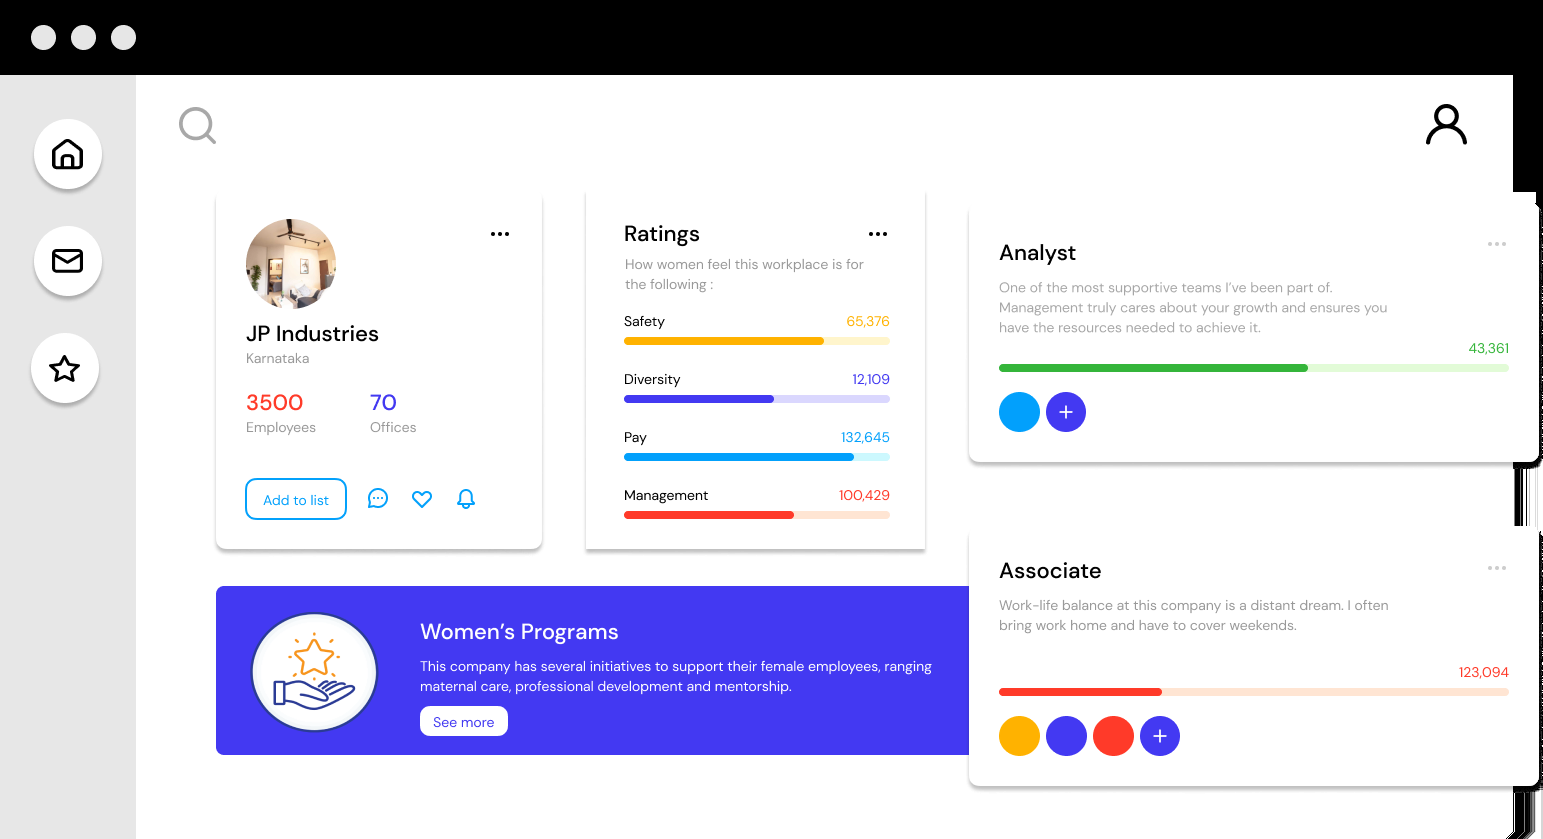 JP Industries
Karnataka
3500
70
Employees
Offices
Add to list
Ratings
How women feel this workplace is for
the following :
Safety
65,376
Diversity
12,109
Pay
132,645
Management
100,429
Analyst
One of the most supportive teams I’ve been part of.
Management truly cares about your growth and ensures you
have the resources needed to achieve it.
43,361
Women’s Programs
This company has several initiatives to support their female employees, ranging
maternal care, professional development and mentorship.
See more
Associate
Work-life balance at this company is a distant dream. I often
bring work home and have to cover weekends.
123,094